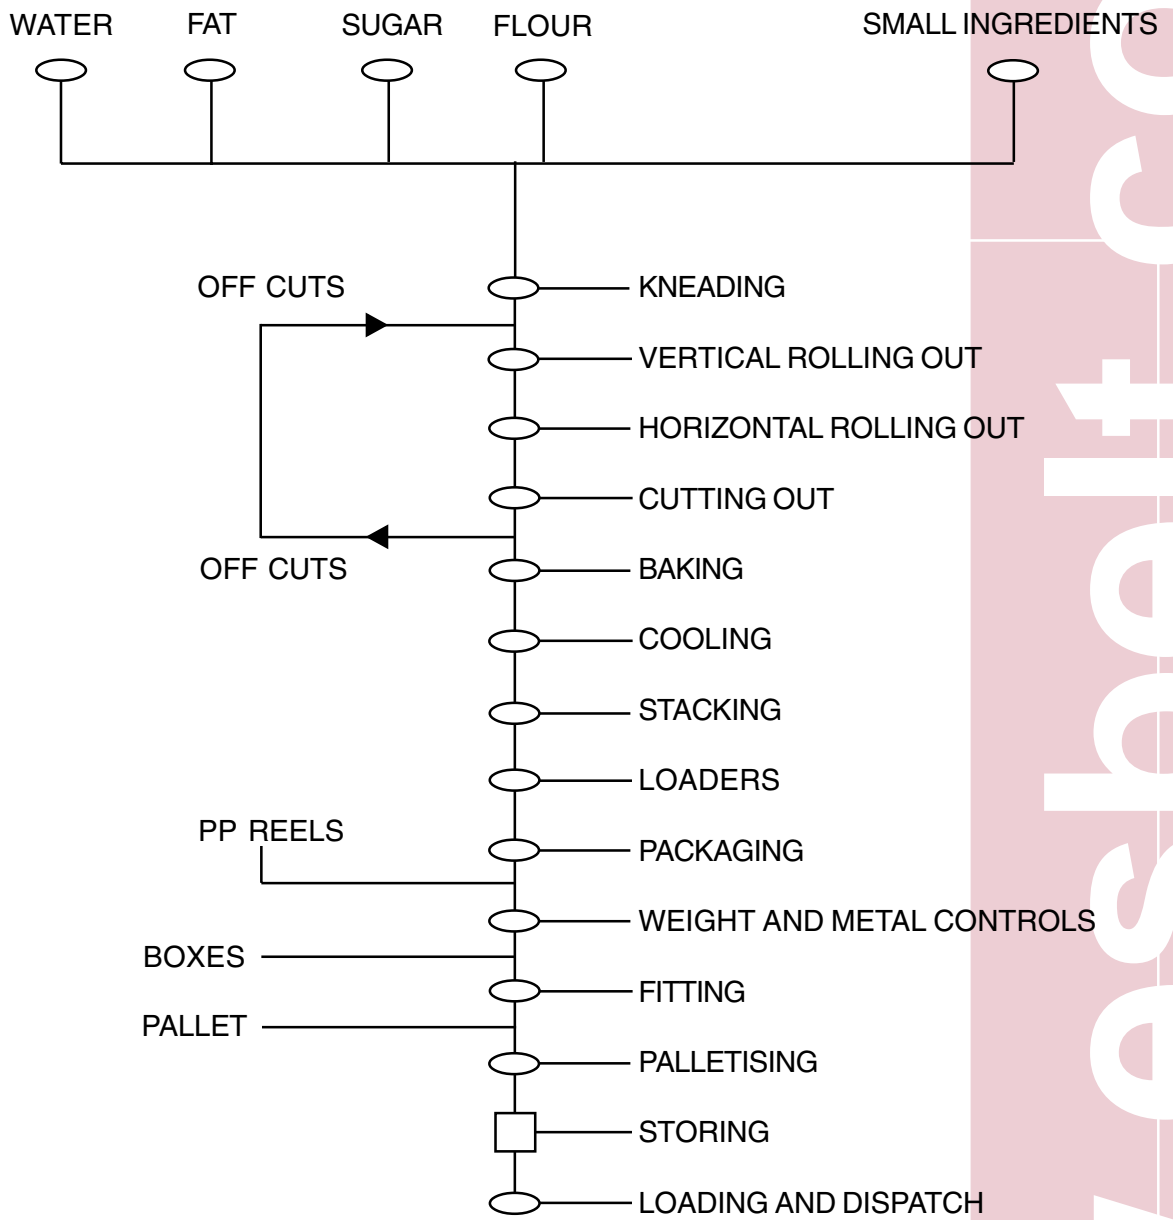 WATER FAT SUGAR FLOUR SMALL INGREDIENTS
OFF CUTS KNEADING
VERTICAL ROLLING OUT
HORIZONTAL ROLLING OUT
CUTTING OUT
OFF CUTS BAKING
COOLING
STACKING
LOADERS
PP REELS PACKAGING
WEIGHT AND METAL CONTROLS
BOXES
FITTING
PALLET
PALLETISING
STORING
LOADING AND DISPATCH